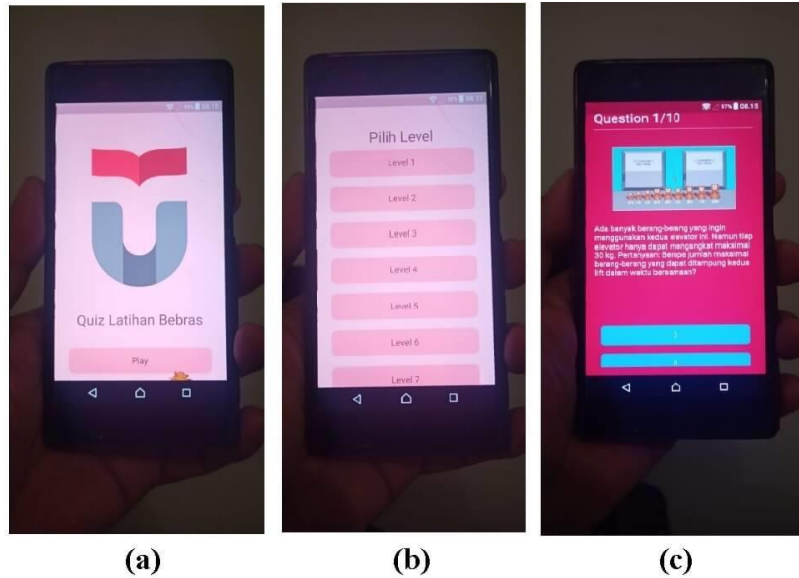 Quiz Latihan Bebras
Play
(a)
Pilih Level
Level 1
Level 2
Level 3
Level 4
Level 5
Level 6
Level 7
(b)
08.15
Question 1/10
Ada banyak berang-berang yang ingin
menggunakan kedua elevator ini. Namun tiap
elevator hanya dapat mengangkat maksimal
30 kg. Pertanyaan: Berapa jumlah maksimal
berang-berang yang dapat ditampung kedua
lift dalam waktu bersamaan?
(c)